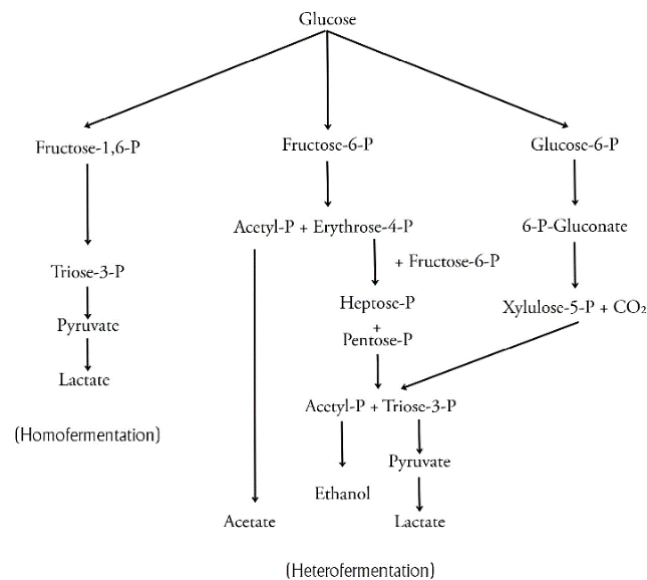 Glucose
Fructose-1,6-P
Fructose-6-P
Glucose-6-P
Acetyl-P + Erythrose-4-P
6-P-Gluconate
+ Fructose-6-P
Triose-3-P
Heptose-P
+
Pentose-P
Xylulose-5-P + CO₂
Pyruvate
Lactate
Acetyl-P + Triose-3-P
(Homofermentation)
Pyruvate
Ethanol
Acetate
Lactate
(Heterofermentation)